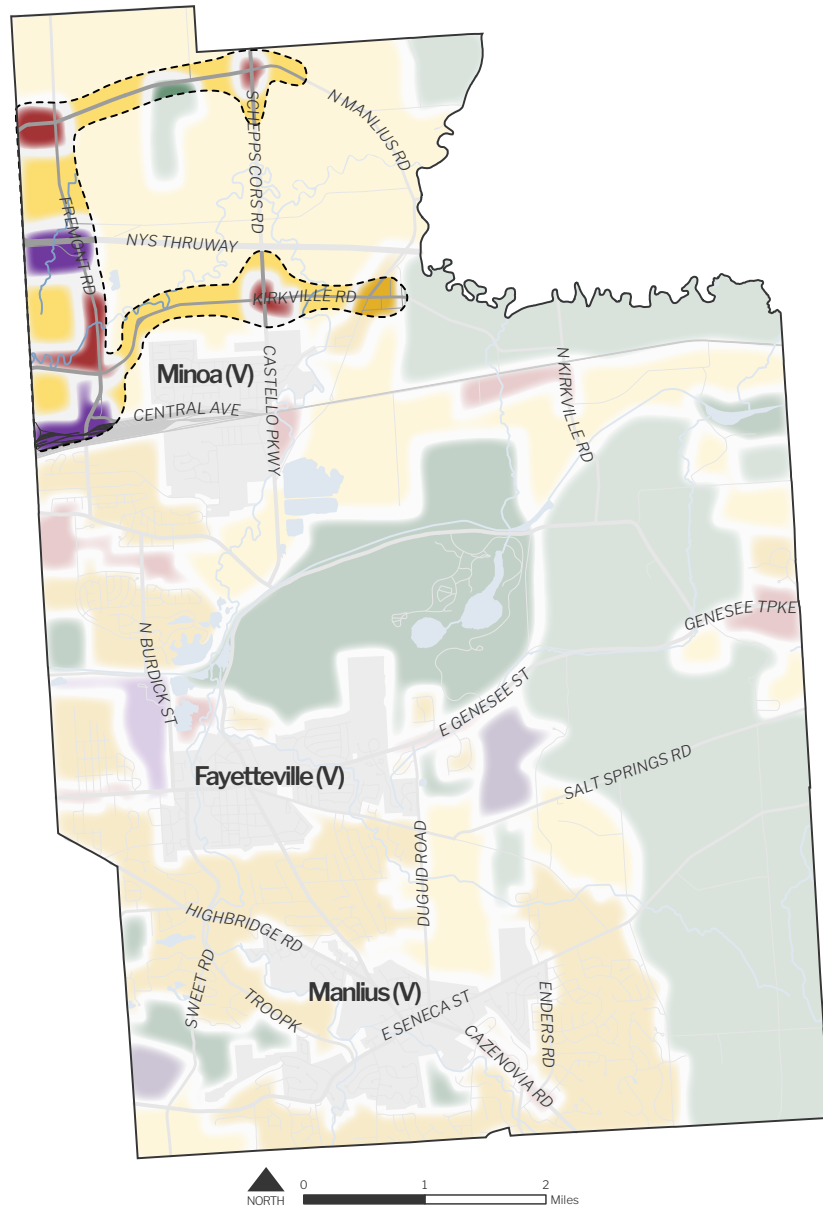 N MANLIUS RD
SCHEPPS CORS RD
FREMONT RD
NYS THRUWAY
KIRKVILLE RD
Minoa (V)
CENTRAL AVE
CASTELLO PKWY
N KIRKVILLE RD
GENESEE TPKE
N BURDICK ST
E GENESEE ST
Fayetteville (V)
SALT SPRINGS RD
DUGUID ROAD
HIGHBRIDGE RD
SWEET RD
TROOPK
Manlius (V)
E SENECA ST
ENDERS RD
CAZENOVIA RD
NORTH
0 1 2
Miles